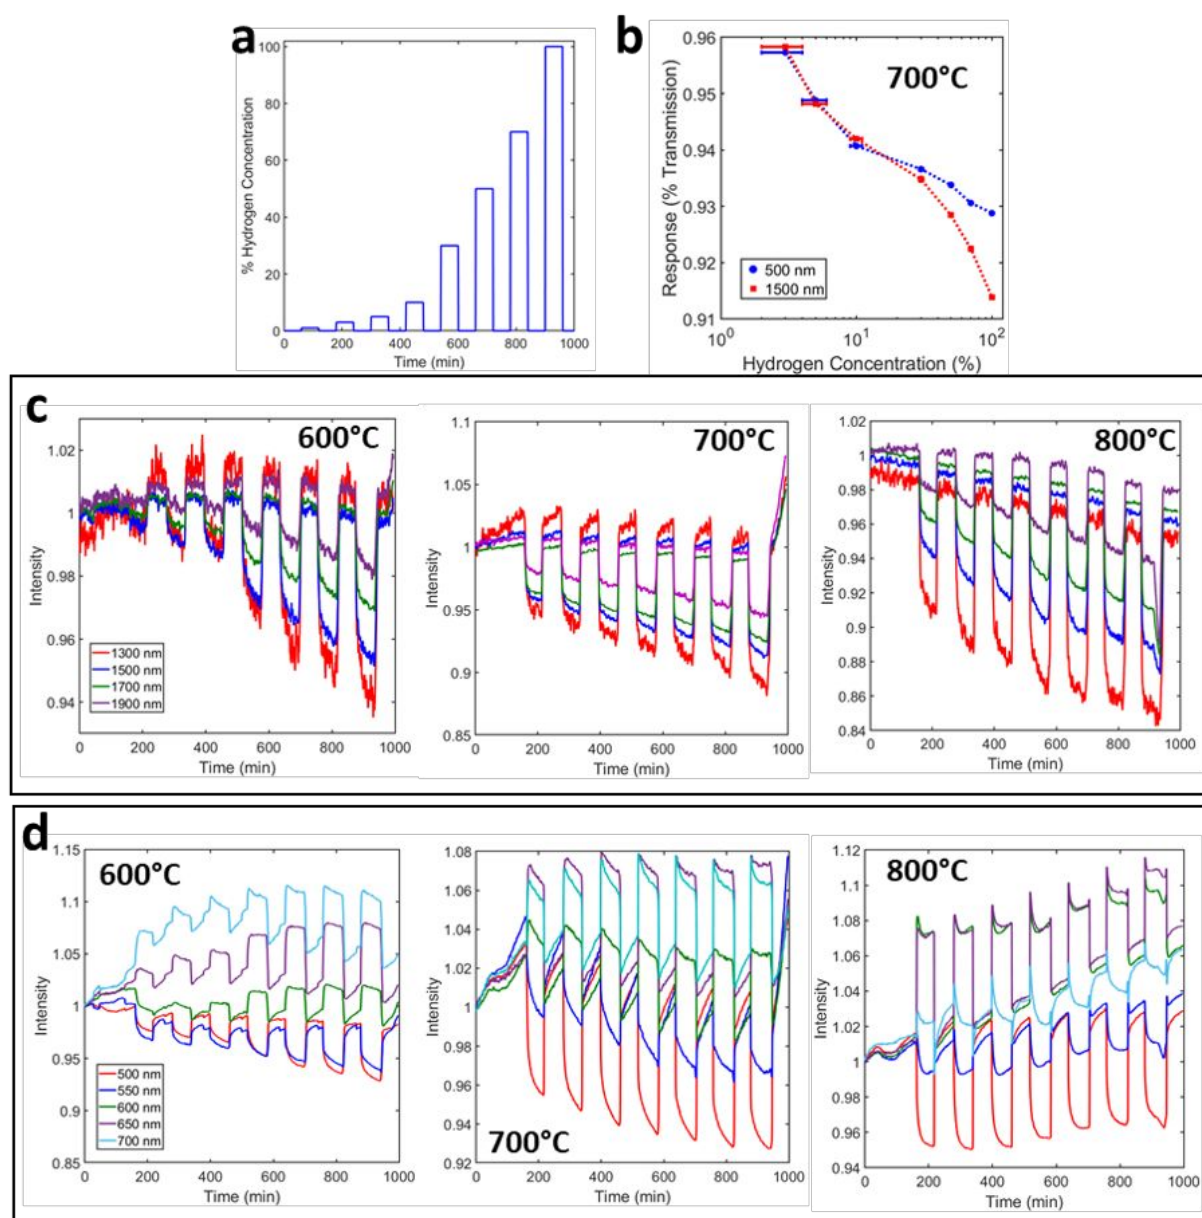 a
% Hydrogen Concentration
100
80
60
40
20
0
0 200 400 600 800 1000
Time (min)
b
700°C
Response (% Transmission)
0.96
0.95
0.94
0.93
0.92
0.91
500 nm
1500 nm
10⁰ 10¹ 10²
Hydrogen Concentration (%)
c
600°C
Intensity
1.02
1
0.98
0.96
0.94
1300 nm
1500 nm
1700 nm
1900 nm
0 200 400 600 800 1000
Time (min)
700°C
Intensity
1.1
1.05
1
0.95
0.9
0.85
0 200 400 600 800 1000
Time (min)
800°C
Intensity
1
0.98
0.96
0.94
0.92
0.9
0.88
0.86
0.84
0 200 400 600 800 1000
Time (min)
d
600°C
Intensity
1.15
1.1
1.05
1
0.95
0.9
0.85
500 nm
550 nm
600 nm
650 nm
700 nm
0 200 400 600 800 1000
Time (min)
Intensity
1.08
1.06
1.04
1.02
1
0.98
0.96
0.94
0.92
700°C
0 200 400 600 800 1000
Time (min)
800°C
Intensity
1.12
1.1
1.08
1.06
1.04
1.02
1
0.98
0.96
0.94
0 200 400 600 800 1000
Time (min)